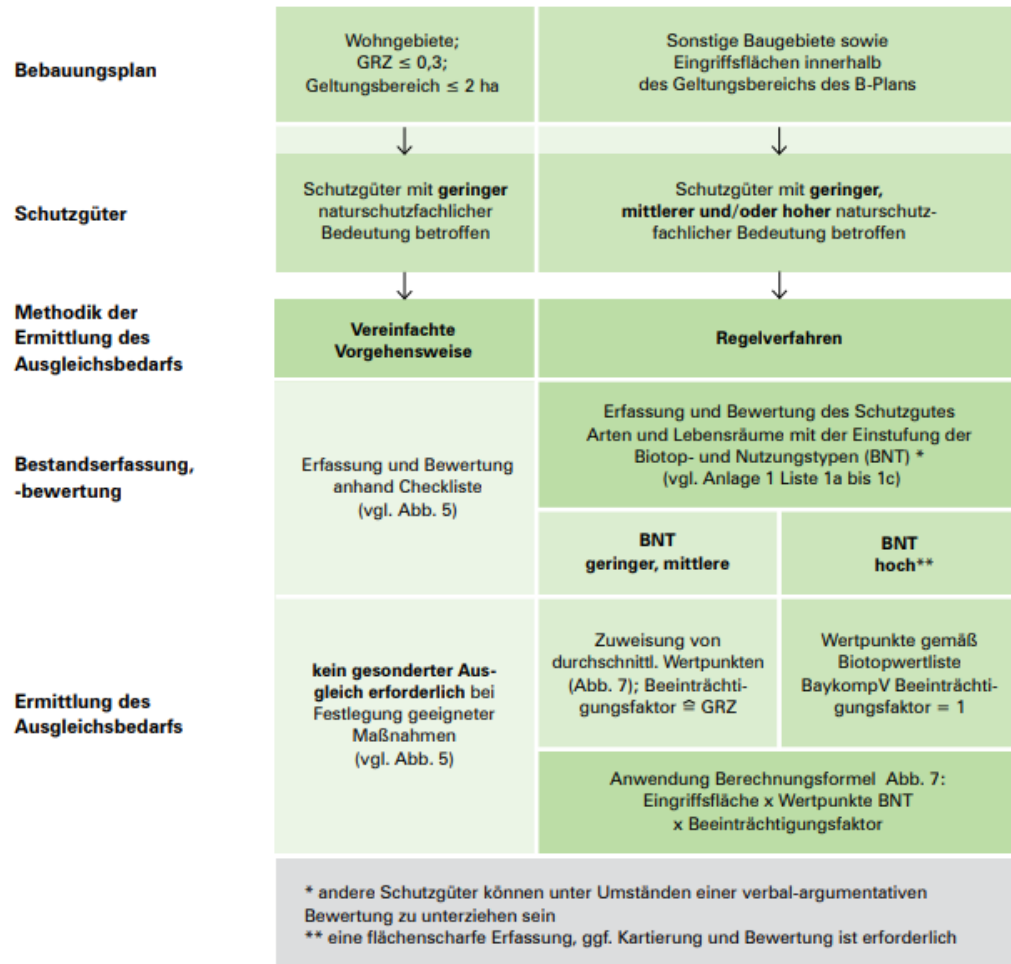 Bebauungsplan
Wohngebiete;
GRZ ≤ 0,3;
Geltungsbereich ≤ 2 ha
Sonstige Baugebiete sowie
Eingriffsflächen innerhalb
des Geltungsbereichs des B-Plans
Schutzgüter
Schutzgüter mit geringer
naturschutzfachlicher
Bedeutung betroffen
Schutzgüter mit geringer,
mittlerer und/oder hoher naturschutz-
fachlicher Bedeutung betroffen
Methodik der
Ermittlung des
Ausgleichsbedarfs
Vereinfachte
Vorgehensweise
Regelverfahren
Bestandserfassung,
-bewertung
Erfassung und Bewertung
anhand Checkliste
(vgl. Abb. 5)
Erfassung und Bewertung des Schutzgutes
Arten und Lebensräume mit der Einstufung der
Biotop- und Nutzungstypen (BNT) *
(vgl. Anlage 1 Liste 1a bis 1c)
BNT
geringer, mittlere
BNT
hoch**
Ermittlung des
Ausgleichsbedarfs
kein gesonderter Aus-
gleich erforderlich bei
Festlegung geeigneter
Maßnahmen
(vgl. Abb. 5)
Zuweisung von
durchschnittl. Wertpunkten
(Abb. 7); Beeinträchti-
gungsfaktor ≙ GRZ
Wertpunkte gemäß
Biotopwertliste
BaykompV Beeinträchti-
gungsfaktor = 1
Anwendung Berechnungsformel Abb. 7:
Eingriffsfläche x Wertpunkte BNT
x Beeinträchtigungsfaktor
* andere Schutzgüter können unter Umständen einer verbal-argumentativen
Bewertung zu unterziehen sein
** eine flächenscharfe Erfassung, ggf. Kartierung und Bewertung ist erforderlich